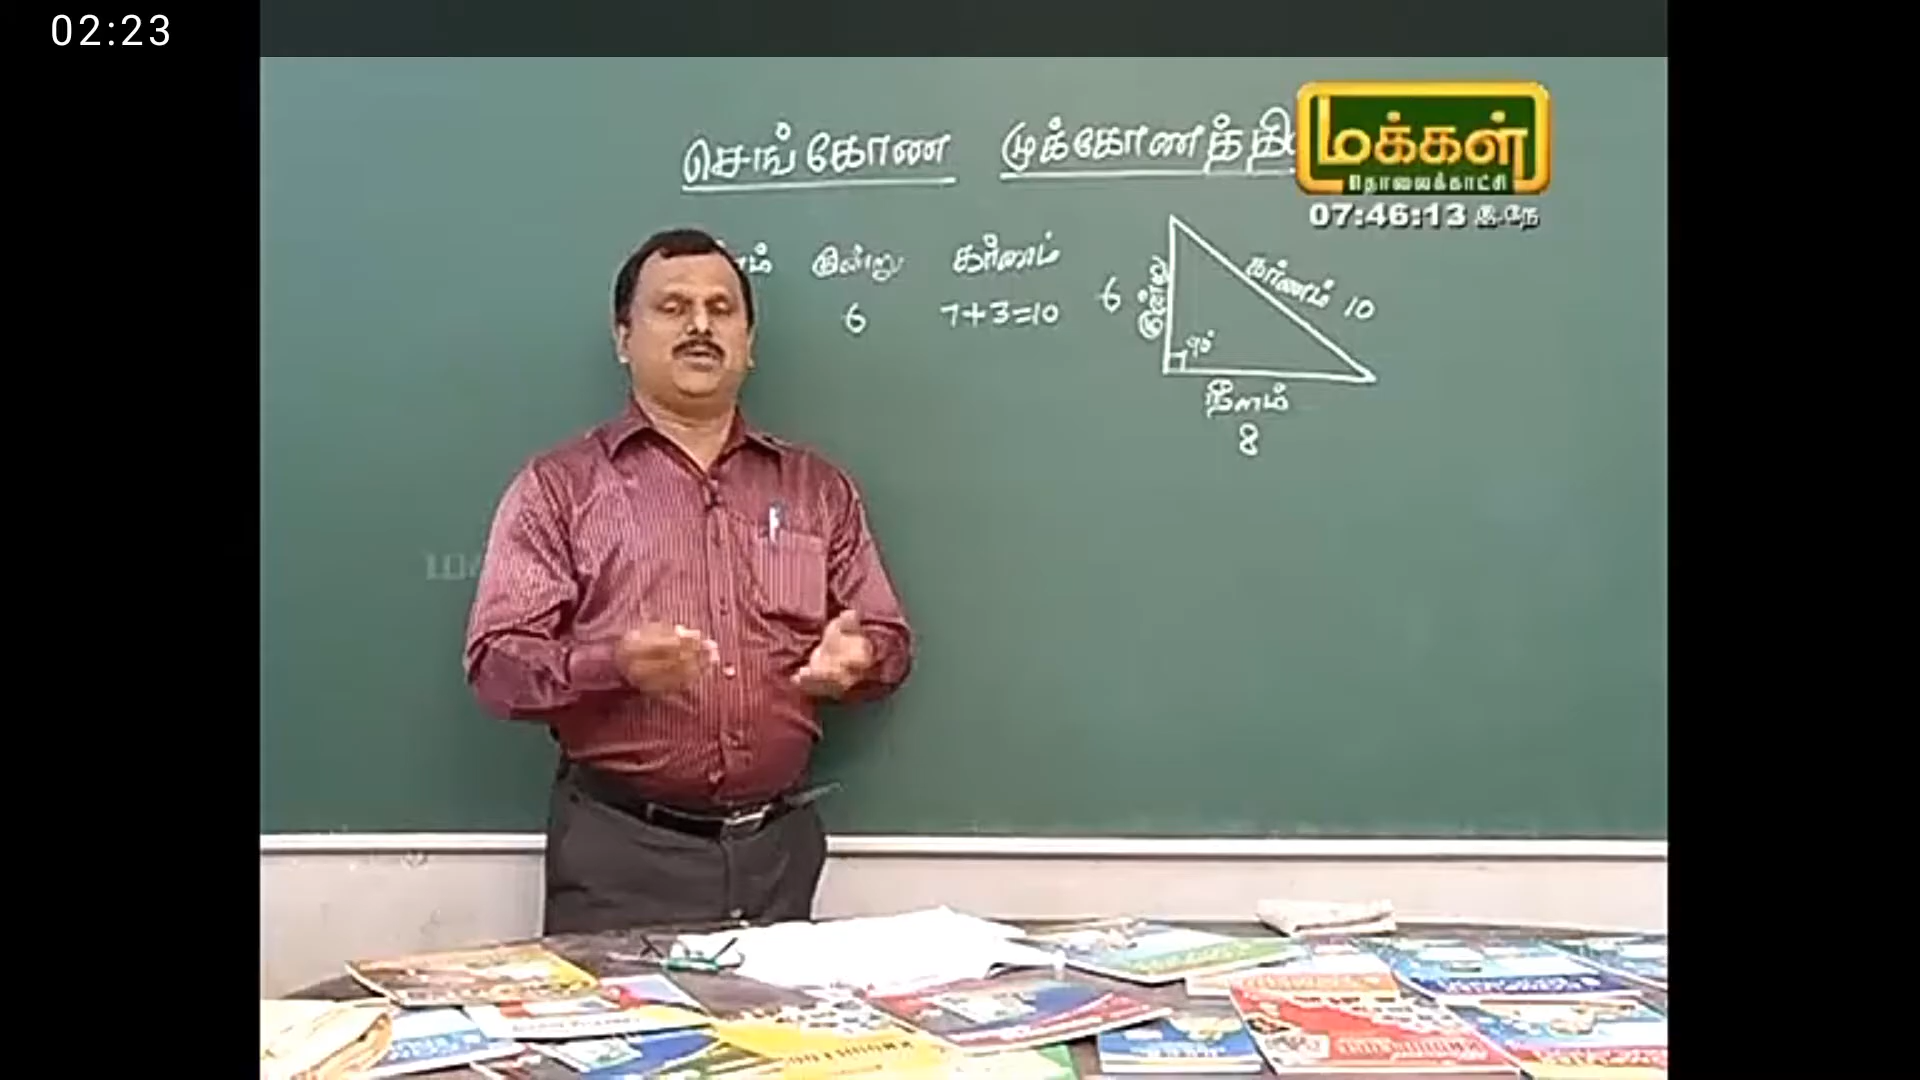 02:23
செங்கோண முக்கோணத்தி
மக்கள்
தொலைக்காட்சி
07:46:13 இ.நே
குன்று கர்ணம்
6 7+3=10
6 குன்று கர்ணம் 10
90°
நீளம்
8